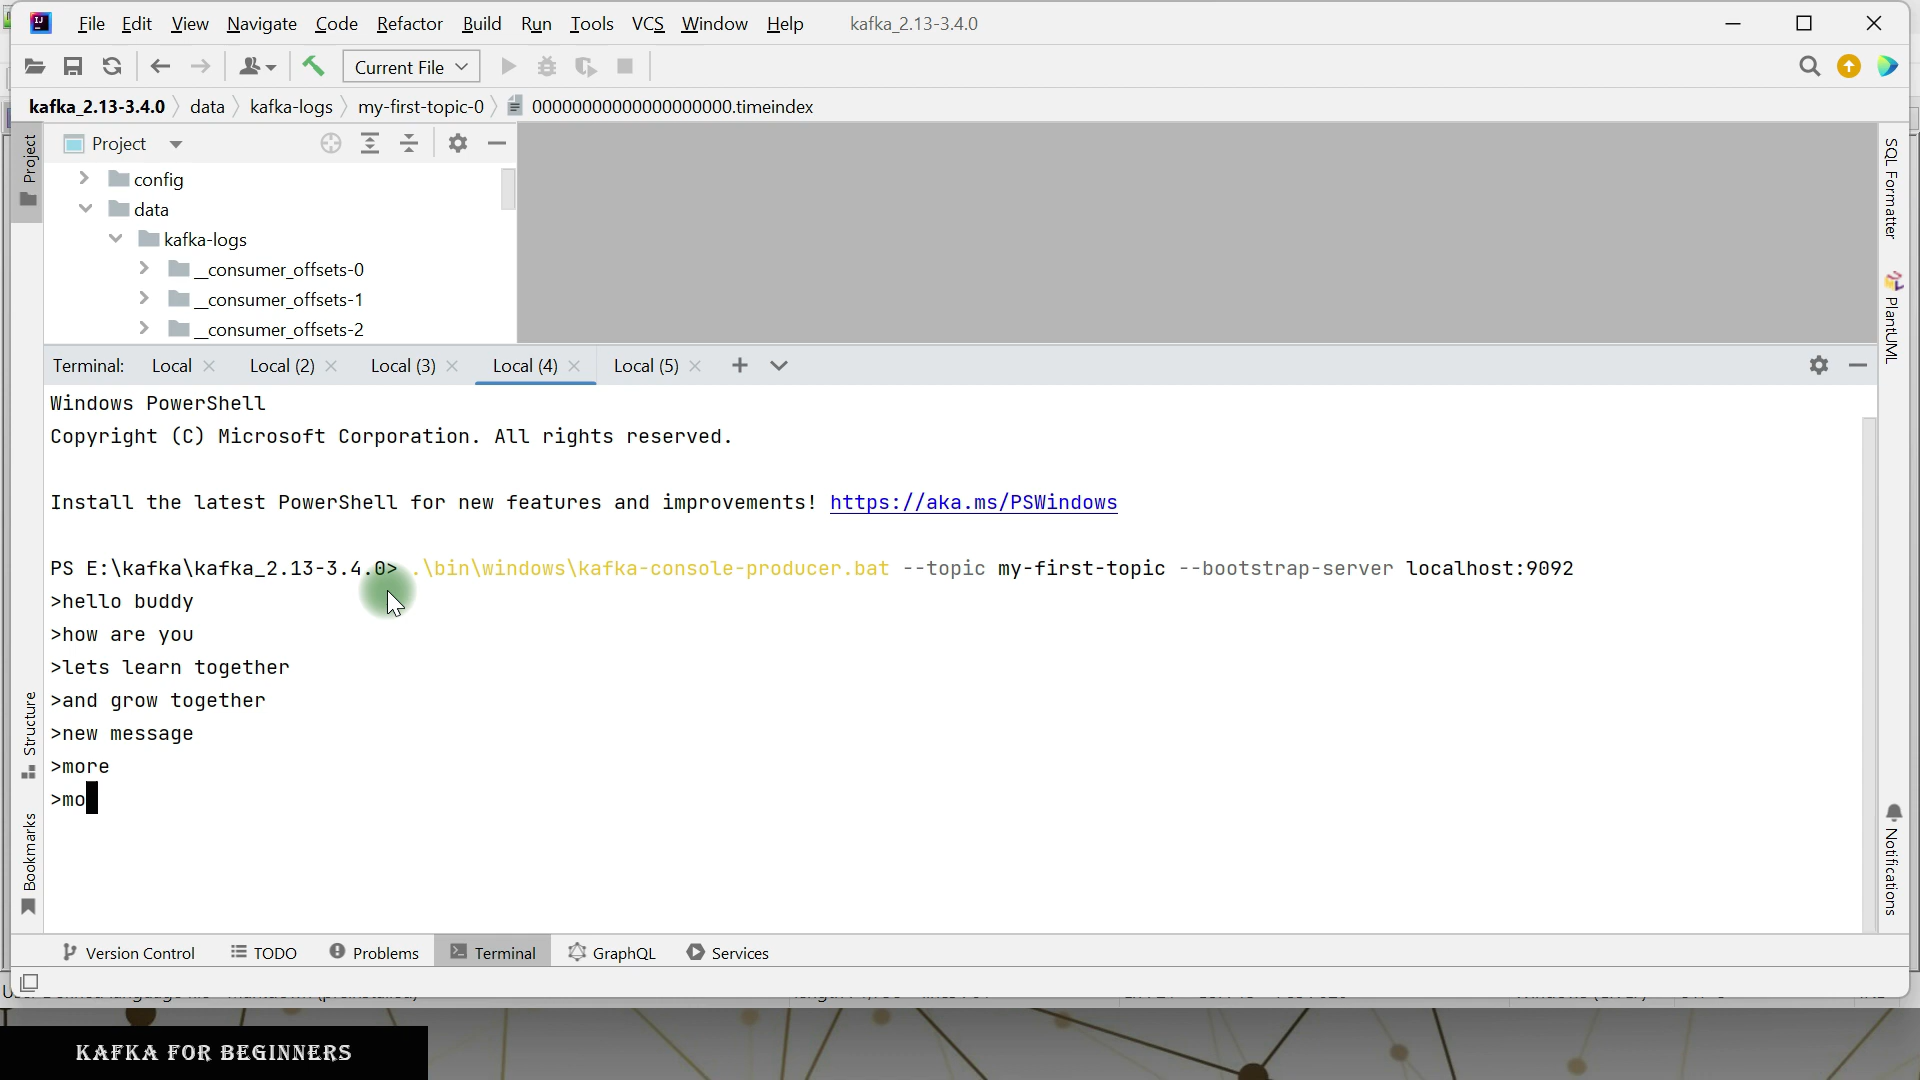 File Edit View Navigate Code Refactor Build Run Tools VCS Window Help kafka_2.13-3.4.0
Current File
kafka_2.13-3.4.0 data kafka-logs my-first-topic-0 00000000000000000000.timeindex
Project
Project
config
data
kafka-logs
__consumer_offsets-0
__consumer_offsets-1
__consumer_offsets-2
SQL Formatter
PlantUML
Terminal: Local Local (2) Local (3) Local (4) Local (5)
Windows PowerShell
Copyright (C) Microsoft Corporation. All rights reserved.
Install the latest PowerShell for new features and improvements! https://aka.ms/PSWindows
PS E:\kafka\kafka_2.13-3.4.0> .\bin\windows\kafka-console-producer.bat --topic my-first-topic --bootstrap-server localhost:9092
>hello buddy
>how are you
>lets learn together
>and grow together
>new message
>more
>mo
Structure
Bookmarks
Notifications
Version Control TODO Problems Terminal GraphQL Services
KAFKA FOR BEGINNERS